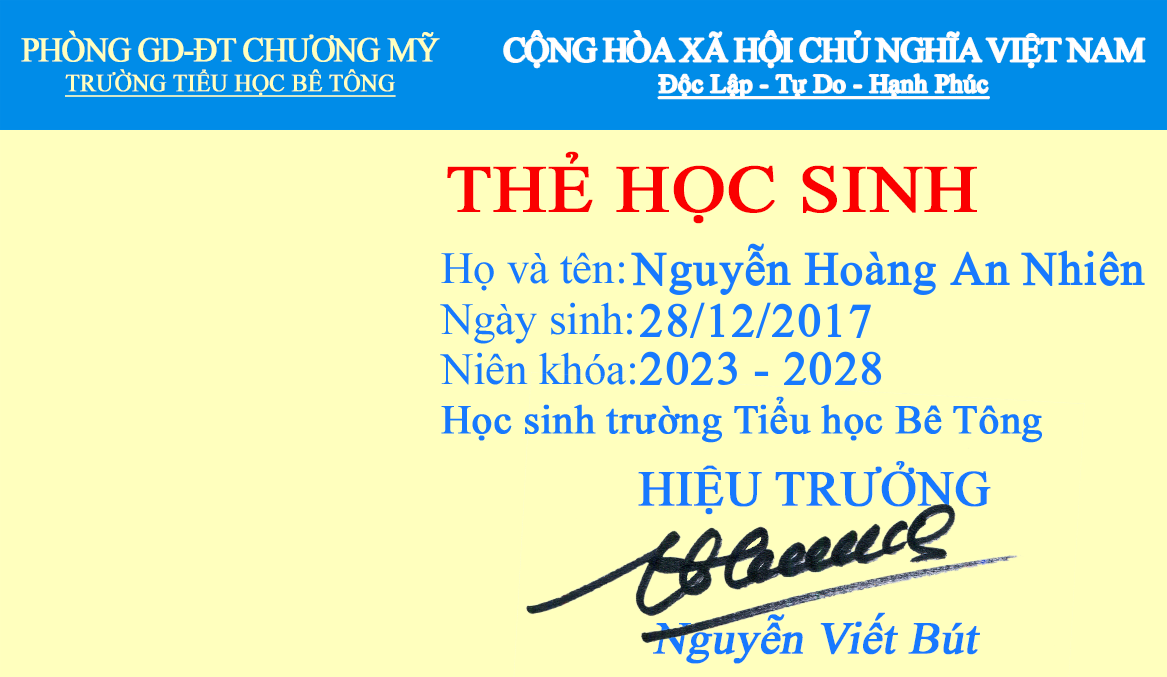 PHÒNG GD-ĐT CHƯƠNG MỸ
TRƯỜNG TIỂU HỌC BÊ TÔNG
CỘNG HÒA XÃ HỘI CHỦ NGHĨA VIỆT NAM
Độc Lập - Tự Do - Hạnh Phúc
THẺ HỌC SINH
Họ và tên: Nguyễn Hoàng An Nhiên
Ngày sinh: 28/12/2017
Niên khóa: 2023 - 2028
Học sinh trường Tiểu học Bê Tông
HIỆU TRƯỞNG
Nguyễn Viết Bút